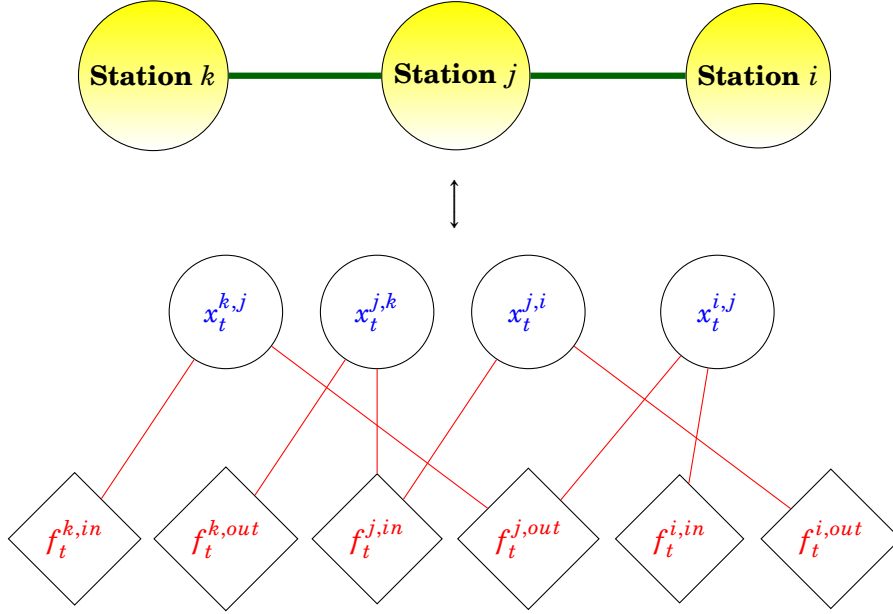 Station k
Station j
Station i
x_t^{k,j}
x_t^{j,k}
x_t^{j,i}
x_t^{i,j}
f_t^{k,in}
f_t^{k,out}
f_t^{j,in}
f_t^{j,out}
f_t^{i,in}
f_t^{i,out}